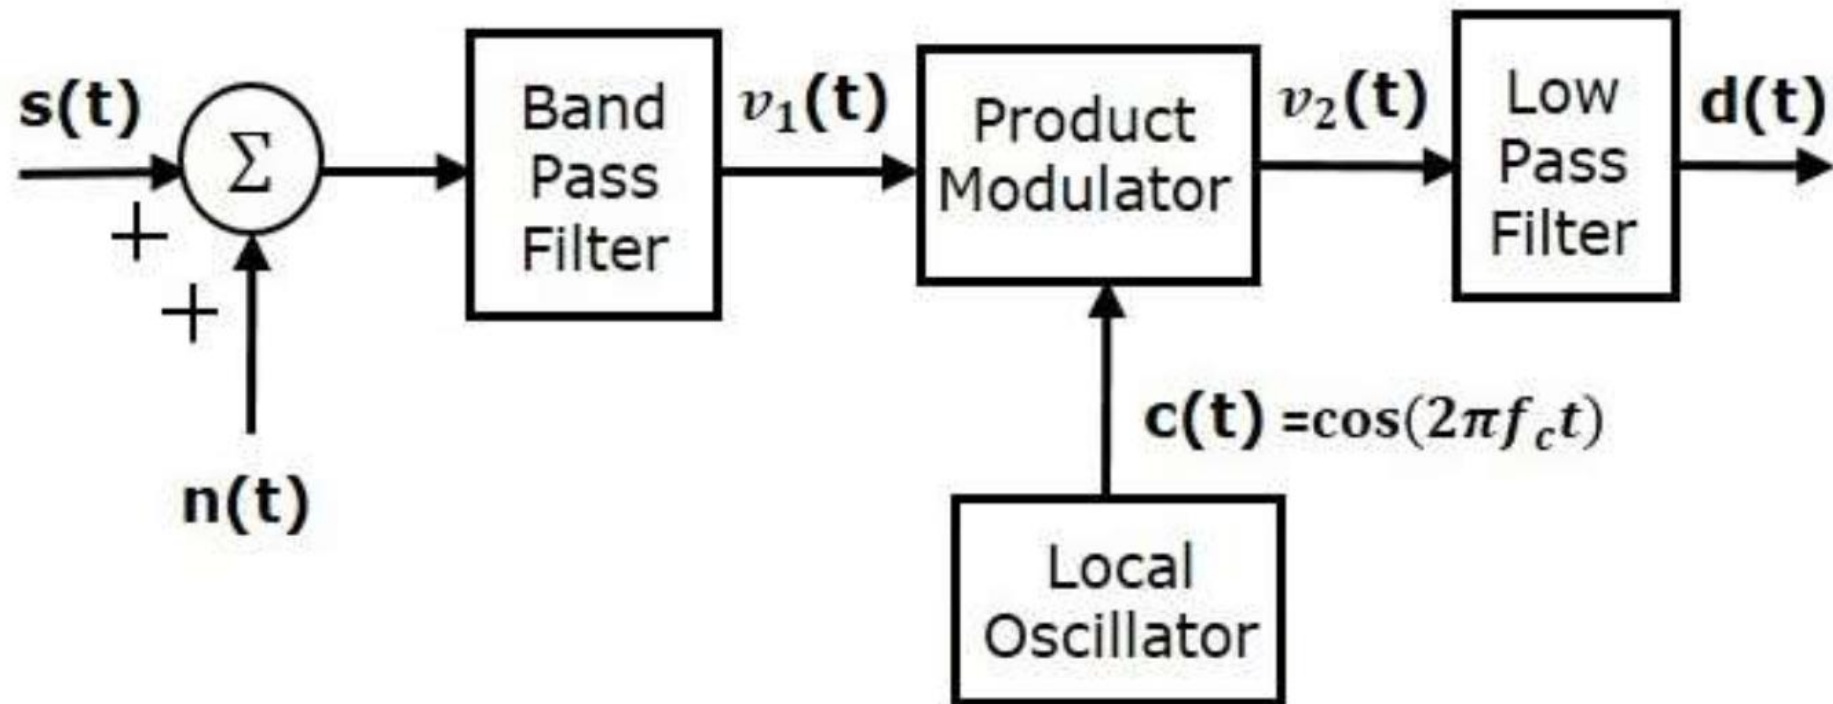 s(t)
Σ
+
+
n(t)
Band
Pass
Filter
v₁(t)
Product
Modulator
v₂(t)
Low
Pass
Filter
d(t)
c(t) =cos(2πf_c t)
Local
Oscillator